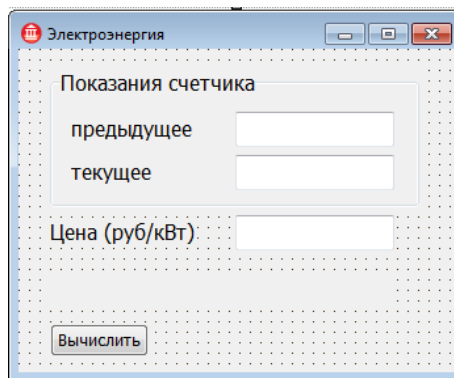 Электроэнергия
Показания счетчика
предыдущее
текущее
Цена (руб/кВт)
Вычислить